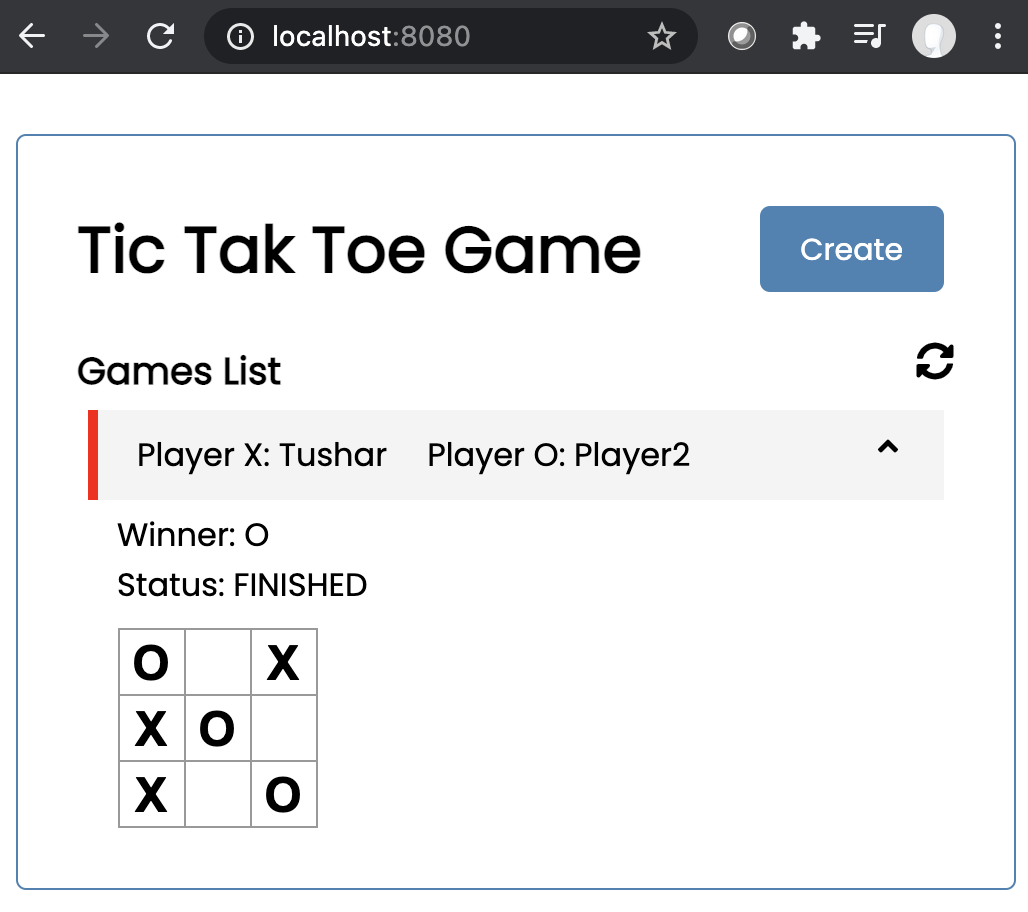 localhost:8080
Tic Tak Toe Game
Create
Games List
Player X: Tushar Player O: Player2
Winner: O
Status: FINISHED
O X
X O
X O